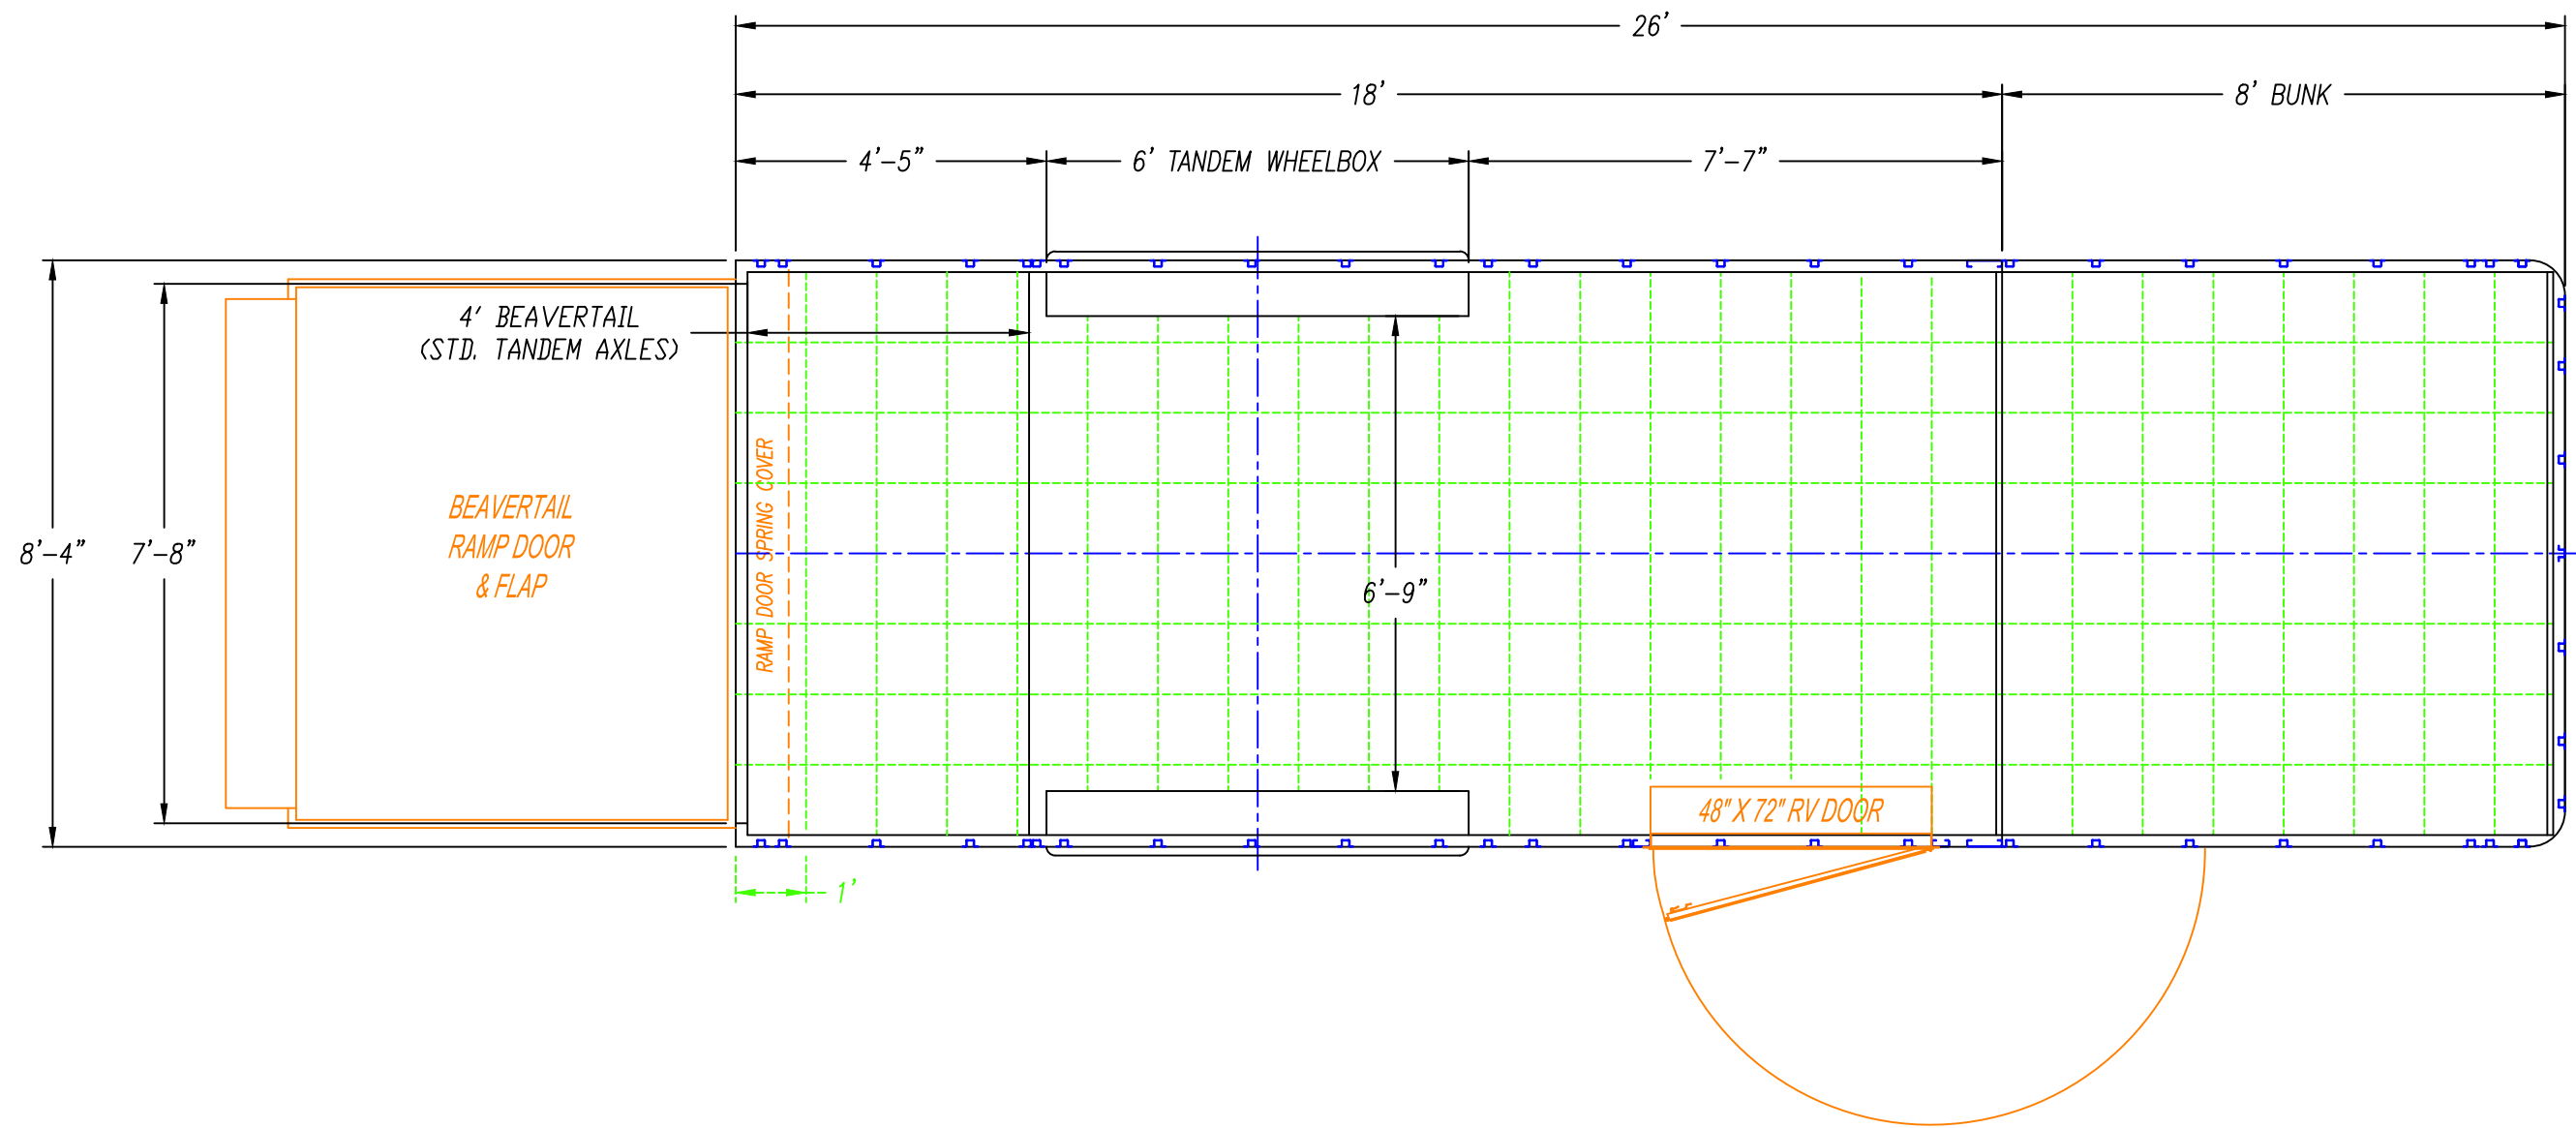 26'
18'
8' BUNK
4'-5"
6' TANDEM WHEELBOX
7'-7"
4' BEAVERTAIL
(STD. TANDEM AXLES)
8'-4"
7'-8"
BEAVERTAIL
RAMP DOOR
& FLAP
RAMP DOOR SPRING COVER
6'-9"
48" X 72" RV DOOR
1'